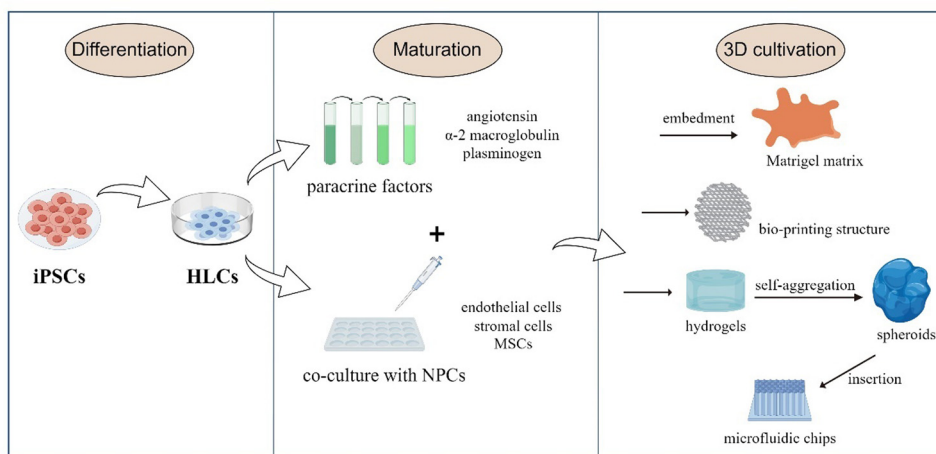 Differentiation
iPSCs
HLCs
Maturation
angiotensin
α-2 macroglobulin
plasminogen
paracrine factors
+
endothelial cells
stromal cells
MSCs
co-culture with NPCs
3D cultivation
embedment
Matrigel matrix
bio-printing structure
self-aggregation
hydrogels
spheroids
insertion
microfluidic chips